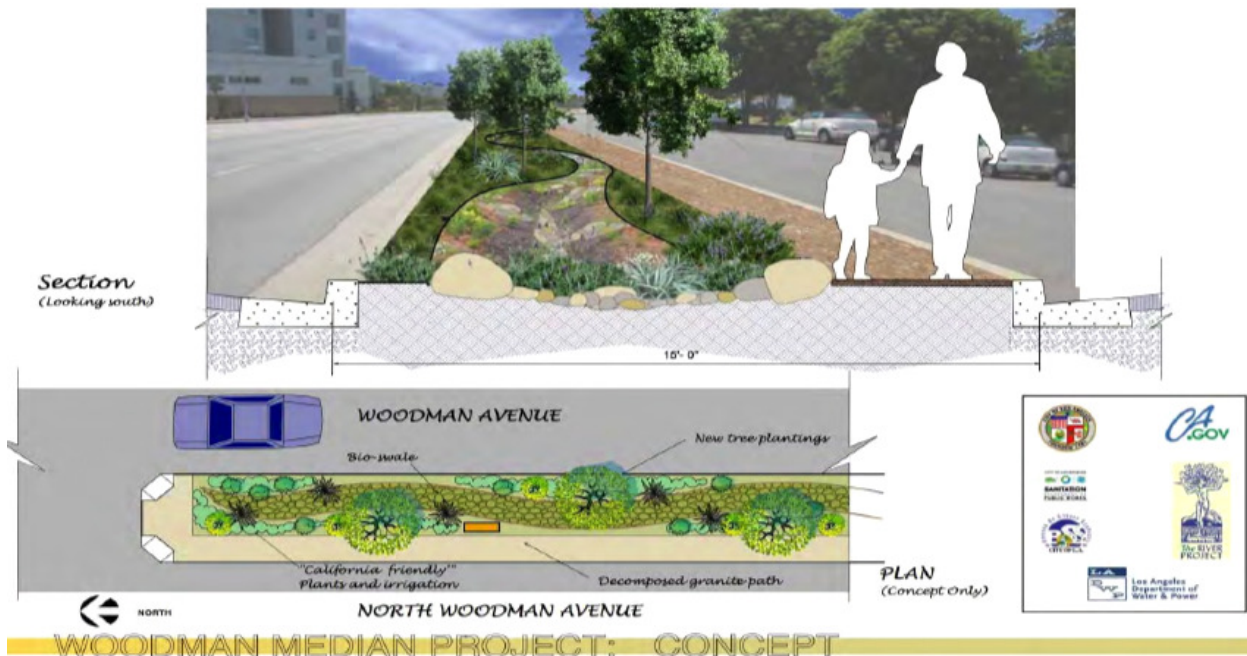 Section
(Looking south)
WOODMAN AVENUE
New tree plantings
Bio-swale
"California friendly"
Plants and irrigation
Decomposed granite path
PLAN
(Concept Only)
NORTH
NORTH WOODMAN AVENUE
CA
.GOV
SANITATION
PUBLIC WORKS
The RIVER
PROJECT
LA
DWP
Los Angeles
Department of
Water & Power
WOODMAN MEDIAN PROJECT: CONCEPT